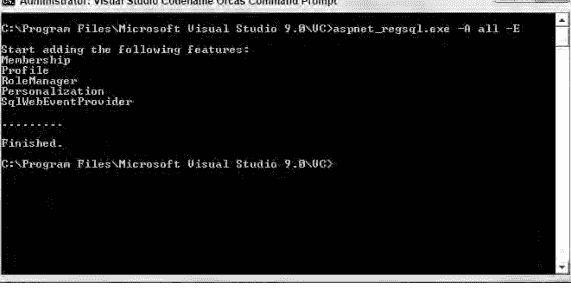 Administrator: Visual Studio Codename Orcas Command Prompt
C:\Program Files\Microsoft Visual Studio 9.0\VC>aspnet_regsql.exe -A all -E
Start adding the following features:
Membership
Profile
RoleManager
Personalization
SqlWebEventProvider
.........
Finished.
C:\Program Files\Microsoft Visual Studio 9.0\VC>